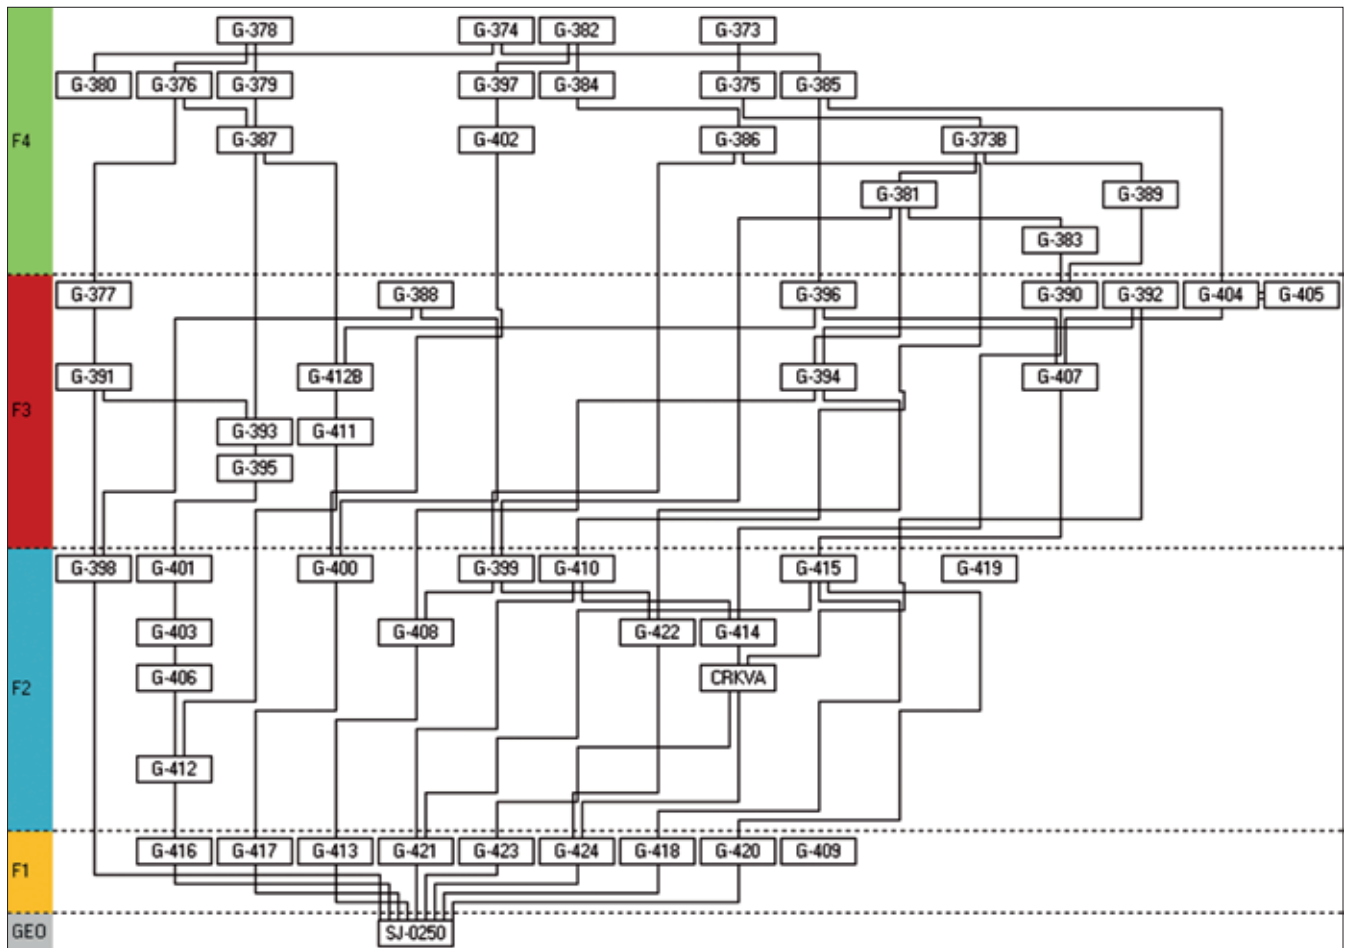 G-378 G-374 G-382 G-373
G-380 G-376 G-379 G-397 G-384 G-375 G-385
F4 G-387 G-402 G-386 G-373B
G-381 G-389
G-383
G-377 G-388 G-396 G-390 G-392 G-404 G-405
G-391 G-412B G-394 G-407
F3
G-393 G-411
G-395
G-398 G-401 G-400 G-399 G-410 G-415 G-419
G-403 G-408 G-422 G-414
G-406 CRKVA
F2
G-412
G-416 G-417 G-413 G-421 G-423 G-424 G-418 G-420 G-409
F1
GEO SJ-0250